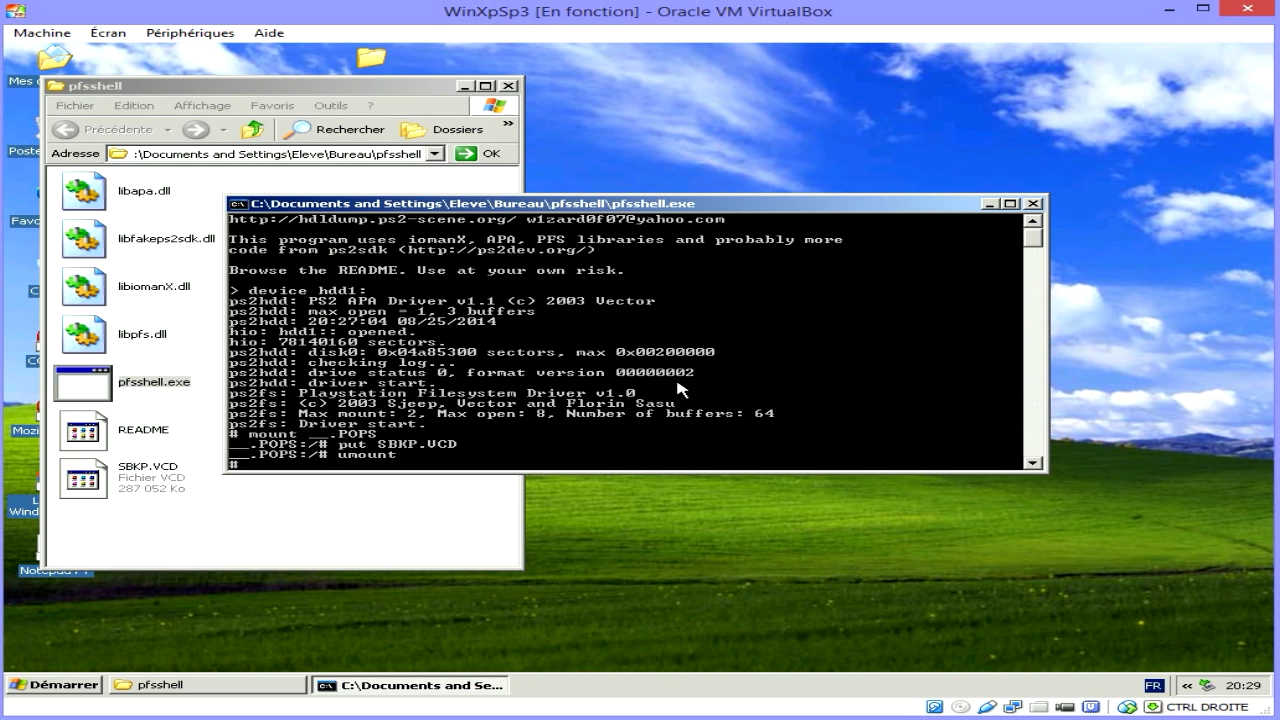 WinXpSp3 [En fonction] - Oracle VM VirtualBox
Machine Écran Périphériques Aide
Mes
pfsshell
Fichier Edition Affichage Favoris Outils ?
Précédente Rechercher Dossiers »
Poste
Adresse :\Documents and Settings\Eleve\Bureau\pfsshell OK
libapa.dll
Favo
libfakeps2sdk.dll
libiomanX.dll
libpfs.dll
pfsshell.exe
Mozi
README
SBKP.VCD
Fichier VCD
287 052 Ko
Wind
C:\Documents and Settings\Eleve\Bureau\pfsshell\pfsshell.exe
http://hdldump.ps2-scene.org/ w1zard0f07@yahoo.com
This program uses iomanX, APA, PFS libraries and probably more
code from ps2sdk <http://ps2dev.org/>
Browse the README. Use at your own risk.
> device hdd1:
ps2hdd: PS2 APA Driver v1.1 (c) 2003 Vector
ps2hdd: max open = 1, 3 buffers
ps2hdd: 20:27:04 08/25/2014
hio: hdd1:: opened.
hio: 78140160 sectors.
ps2hdd: disk0: 0x04a85300 sectors, max 0x00200000
ps2hdd: checking log...
ps2hdd: drive status 0, format version 00000002
ps2hdd: driver start.
ps2fs: Playstation Filesystem Driver v1.0
ps2fs: (c) 2003 Sjeep, Vector and Florin Sasu
ps2fs: Max mount: 2, Max open: 8, Number of buffers: 64
ps2fs: Driver start.
# mount __.POPS
__.POPS:/# put SBKP.VCD
__.POPS:/# umount
#
Démarrer pfsshell C:\Documents and Se... FR « 20:29
CTRL DROITE